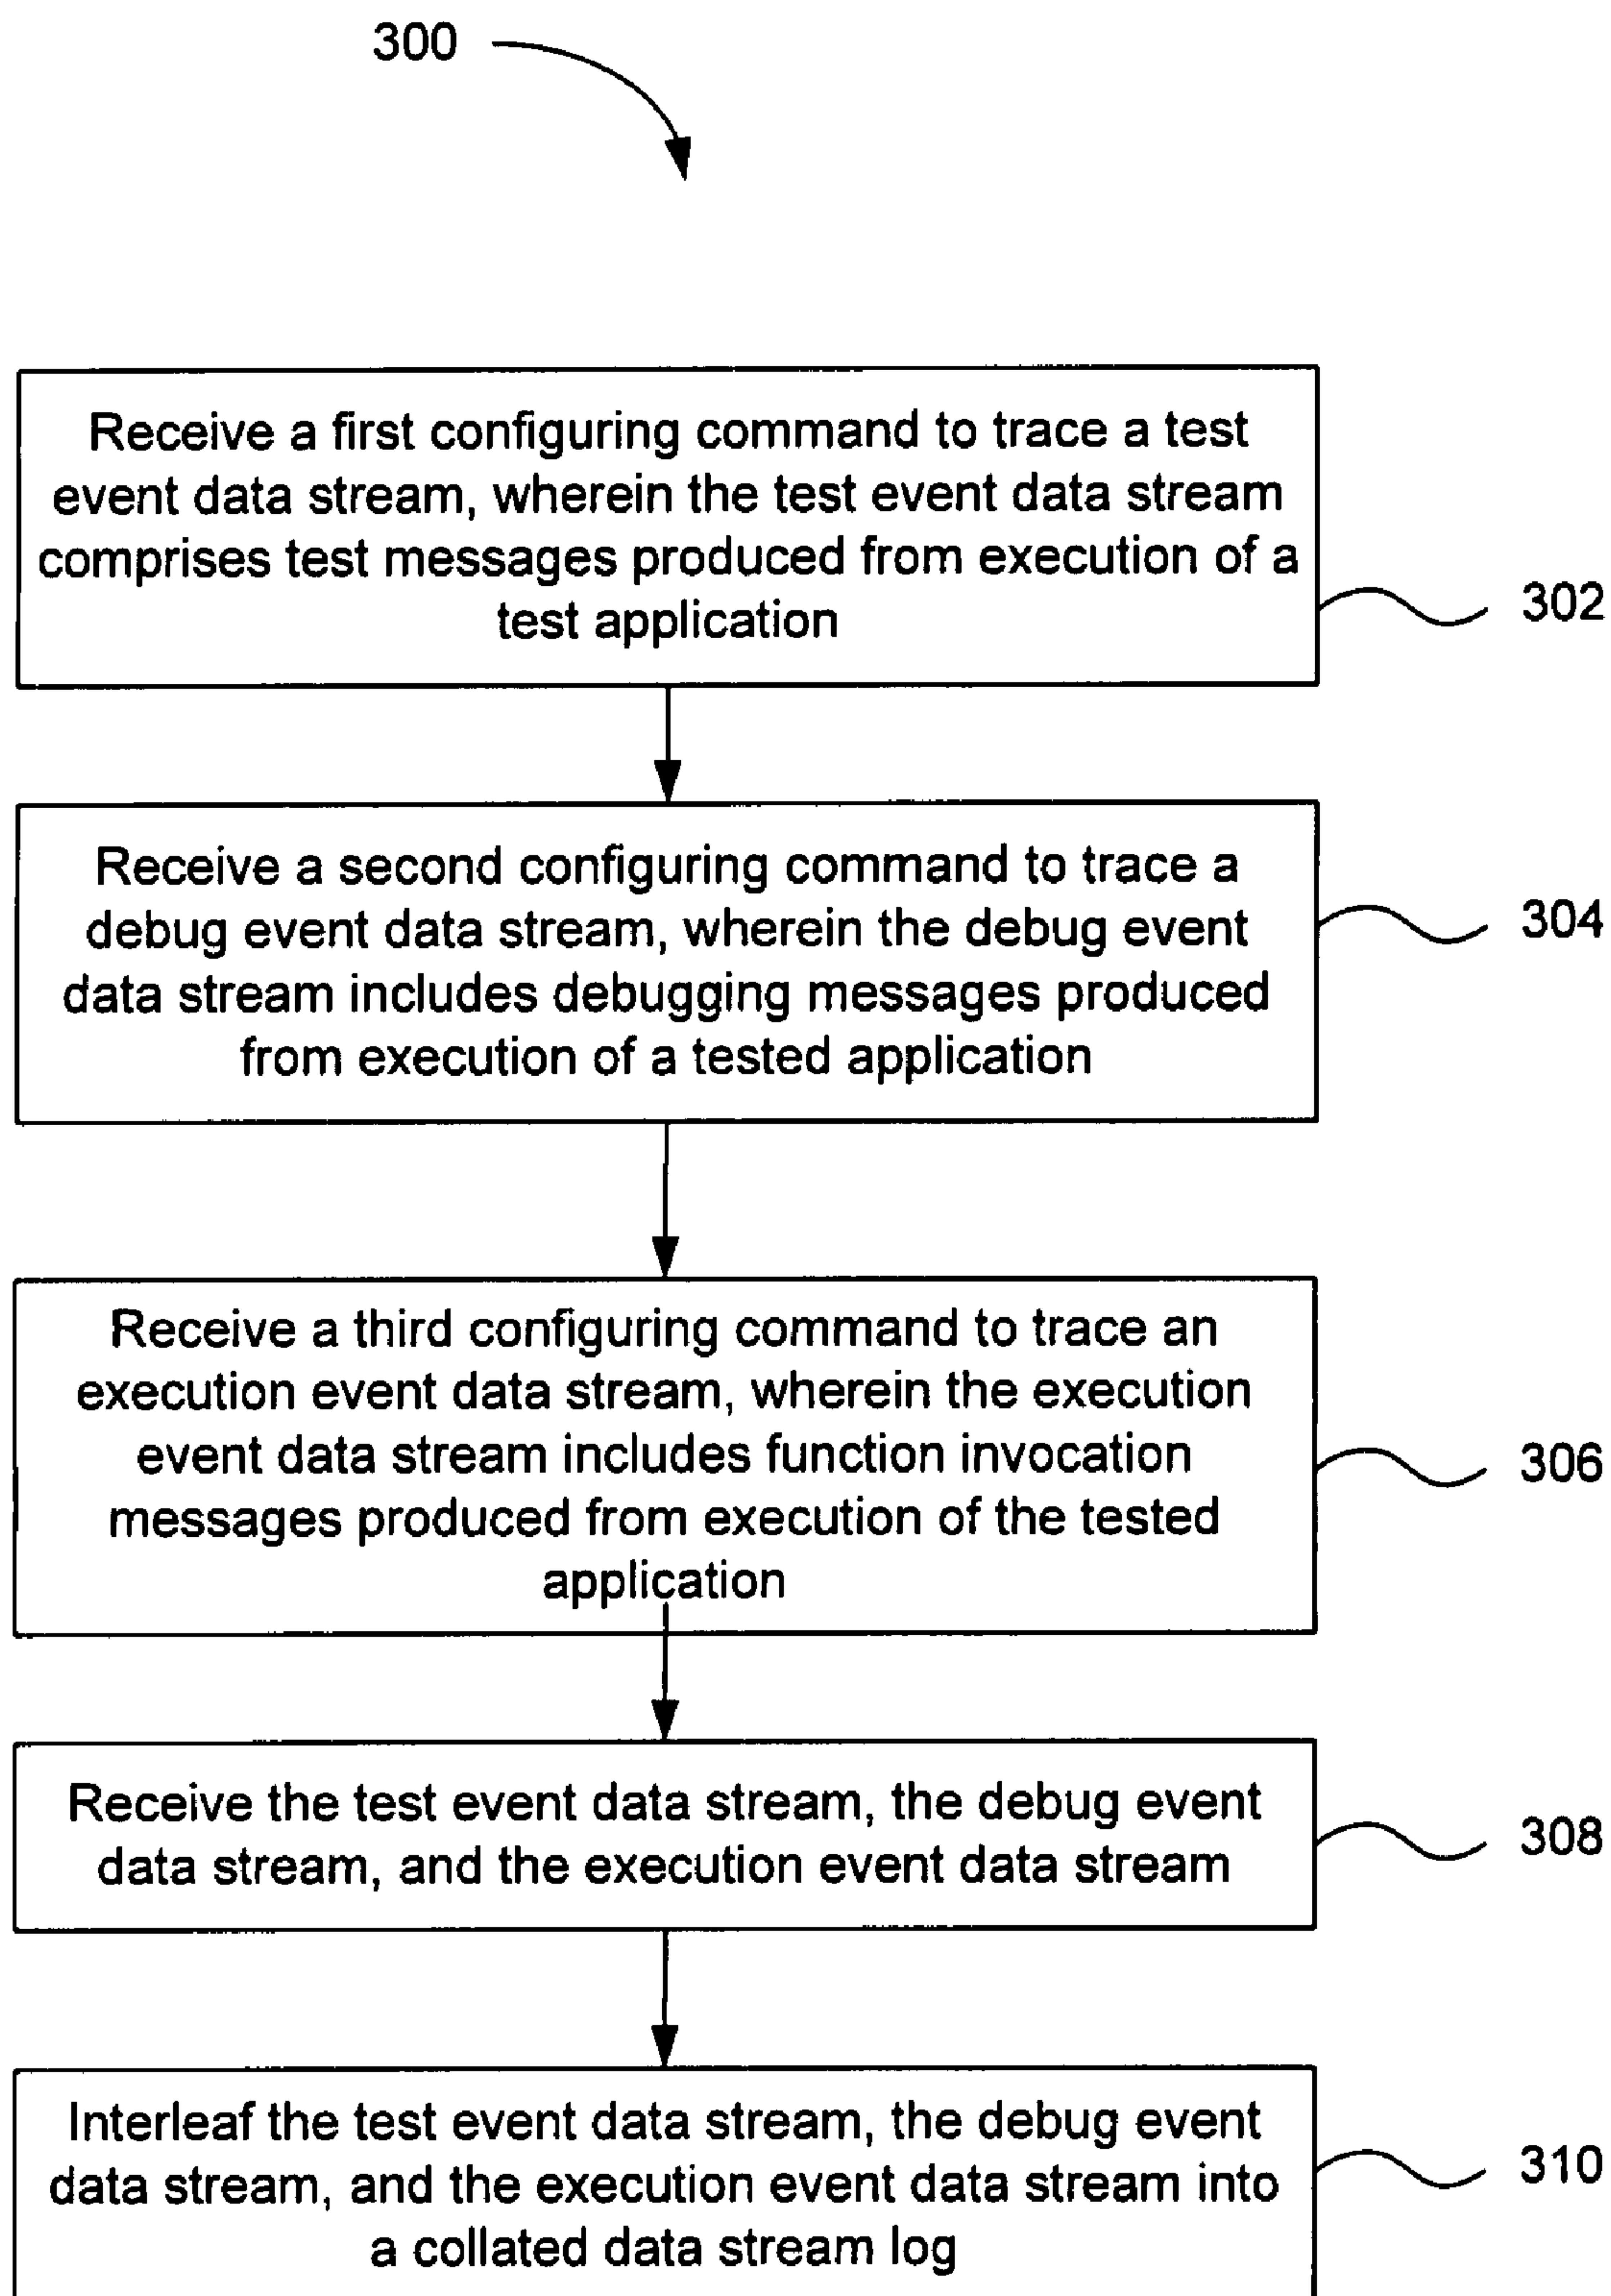 300
Receive a first configuring command to trace a test
event data stream, wherein the test event data stream
comprises test messages produced from execution of a
test application
302
Receive a second configuring command to trace a
debug event data stream, wherein the debug event
data stream includes debugging messages produced
from execution of a tested application
304
Receive a third configuring command to trace an
execution event data stream, wherein the execution
event data stream includes function invocation
messages produced from execution of the tested
application
306
Receive the test event data stream, the debug event
data stream, and the execution event data stream
308
Interleaf the test event data stream, the debug event
data stream, and the execution event data stream into
a collated data stream log
310